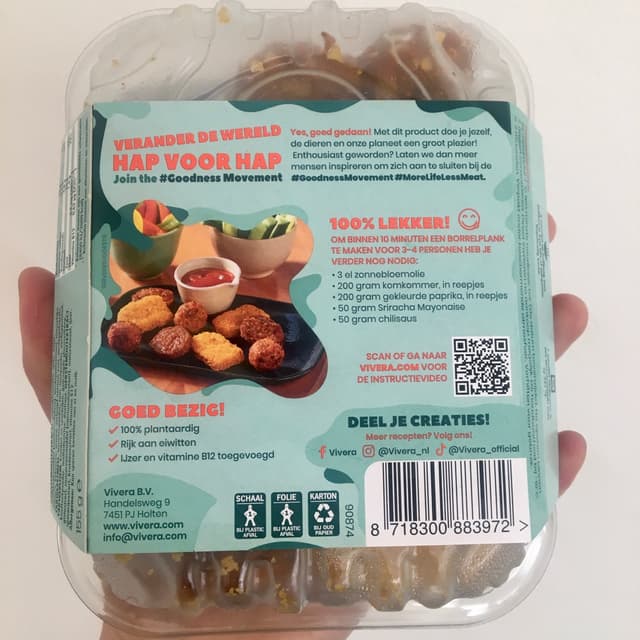 VERANDER DE WERELD
HAP VOOR HAP
Join the #Goodness Movement
Yes, goed gedaan! Met dit product doe je jezelf,
de dieren en onze planeet een groot plezier!
Enthousiast geworden? Laten we dan meer
mensen inspireren om zich aan te sluiten bij de
#GoodnessMovement #MoreLifeLessMeat.
100% LEKKER!
OM BINNEN 10 MINUTEN EEN BORRELPLANK
TE MAKEN VOOR 3-4 PERSONEN HEB JE
VERDER NOG NODIG:
• 3 el zonnebloemolie
• 200 gram komkommer, in reepjes
• 200 gram gekleurde paprika, in reepjes
• 50 gram Sriracha Mayonaise
• 50 gram chilisaus
SCAN OF GA NAAR
VIVERA.COM VOOR
DE INSTRUCTIEVIDEO
GOED BEZIG!
✓ 100% plantaardig
✓ Rijk aan eiwitten
✓ IJzer en vitamine B12 toegevoegd
DEEL JE CREATIES!
Meer recepten? Volg ons!
Vivera @Vivera_nl @Vivera_official
Vivera B.V.
Handelsweg 9
7451 PJ Holten
www.vivera.com
info@vivera.com
SCHAAL
BIJ PLASTIC
AFVAL
FOLIE
BIJ PLASTIC
AFVAL
KARTON
BIJ OUD
PAPIER
90874
8 718300 883972 >
155 g e